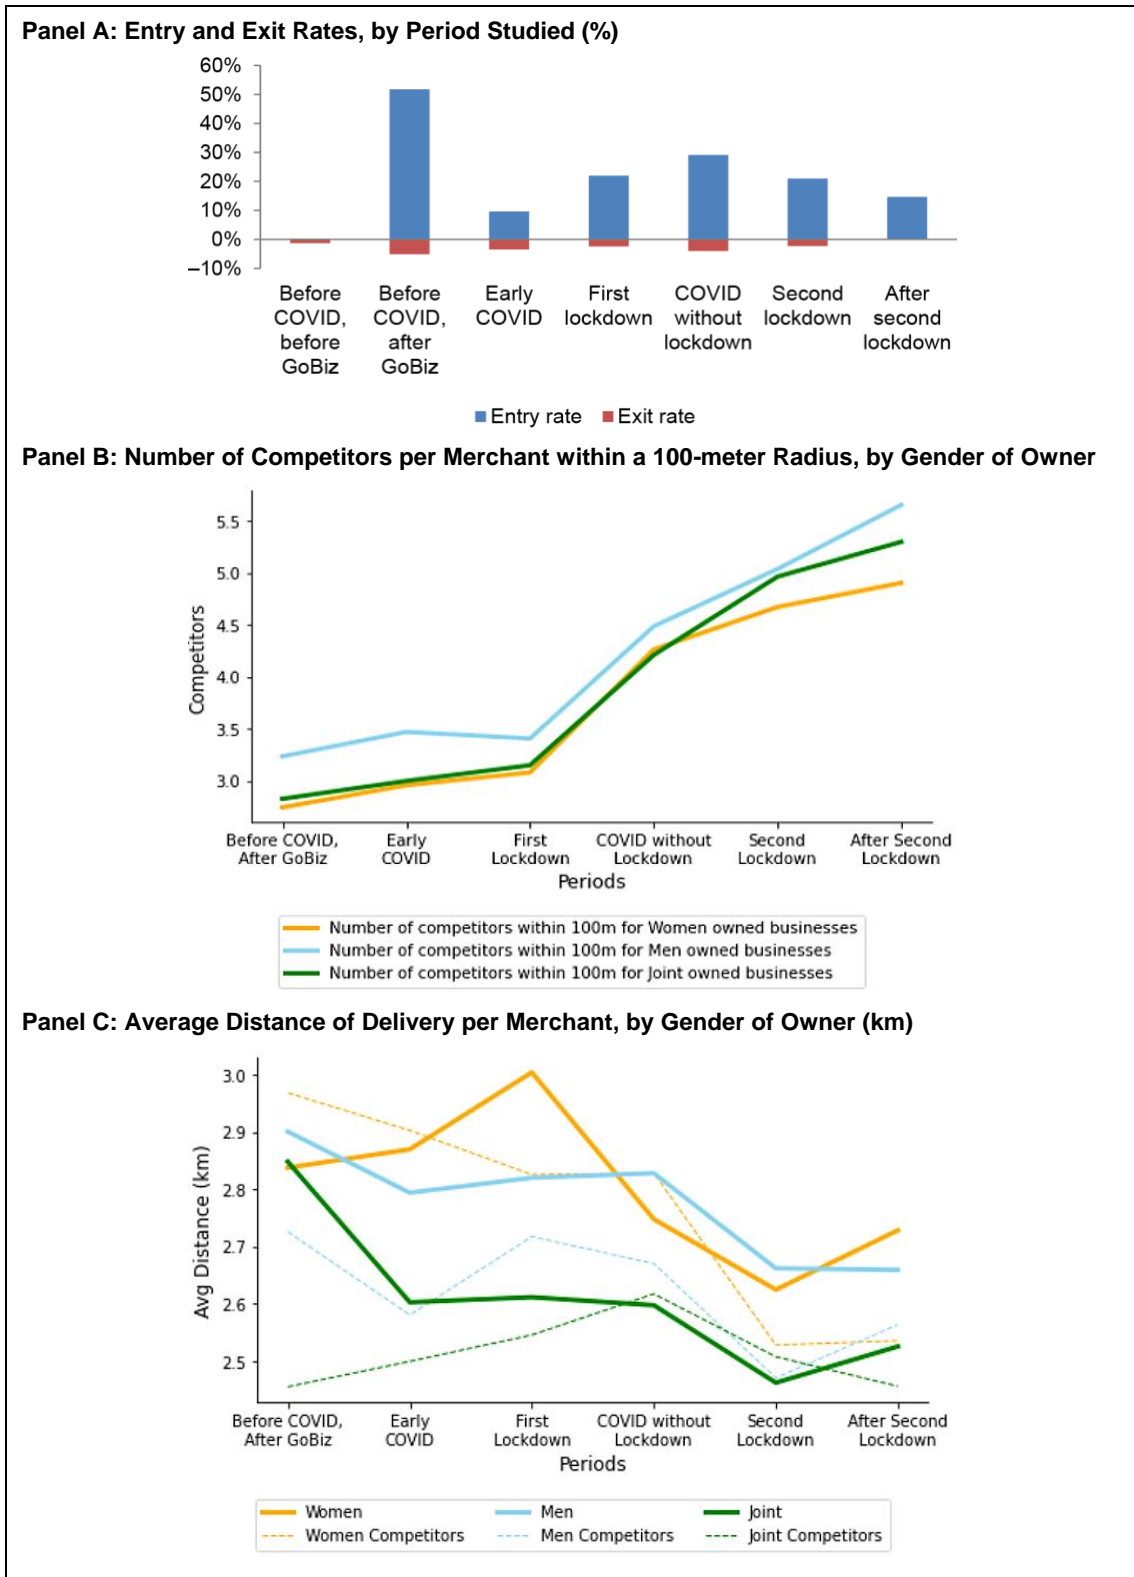 Panel A: Entry and Exit Rates, by Period Studied (%)
60%
50%
40%
30%
20%
10%
0%
–10%
Before COVID, before GoBiz
Before COVID, after GoBiz
Early COVID
First lockdown
COVID without lockdown
Second lockdown
After second lockdown
Entry rate
Exit rate
Panel B: Number of Competitors per Merchant within a 100-meter Radius, by Gender of Owner
Competitors
5.5
5.0
4.5
4.0
3.5
3.0
Before COVID, After GoBiz
Early COVID
First Lockdown
COVID without Lockdown
Second Lockdown
After Second Lockdown
Periods
Number of competitors within 100m for Women owned businesses
Number of competitors within 100m for Men owned businesses
Number of competitors within 100m for Joint owned businesses
Panel C: Average Distance of Delivery per Merchant, by Gender of Owner (km)
Avg Distance (km)
3.0
2.9
2.8
2.7
2.6
2.5
Before COVID, After GoBiz
Early COVID
First Lockdown
COVID without Lockdown
Second Lockdown
After Second Lockdown
Periods
Women
Men
Joint
Women Competitors
Men Competitors
Joint Competitors